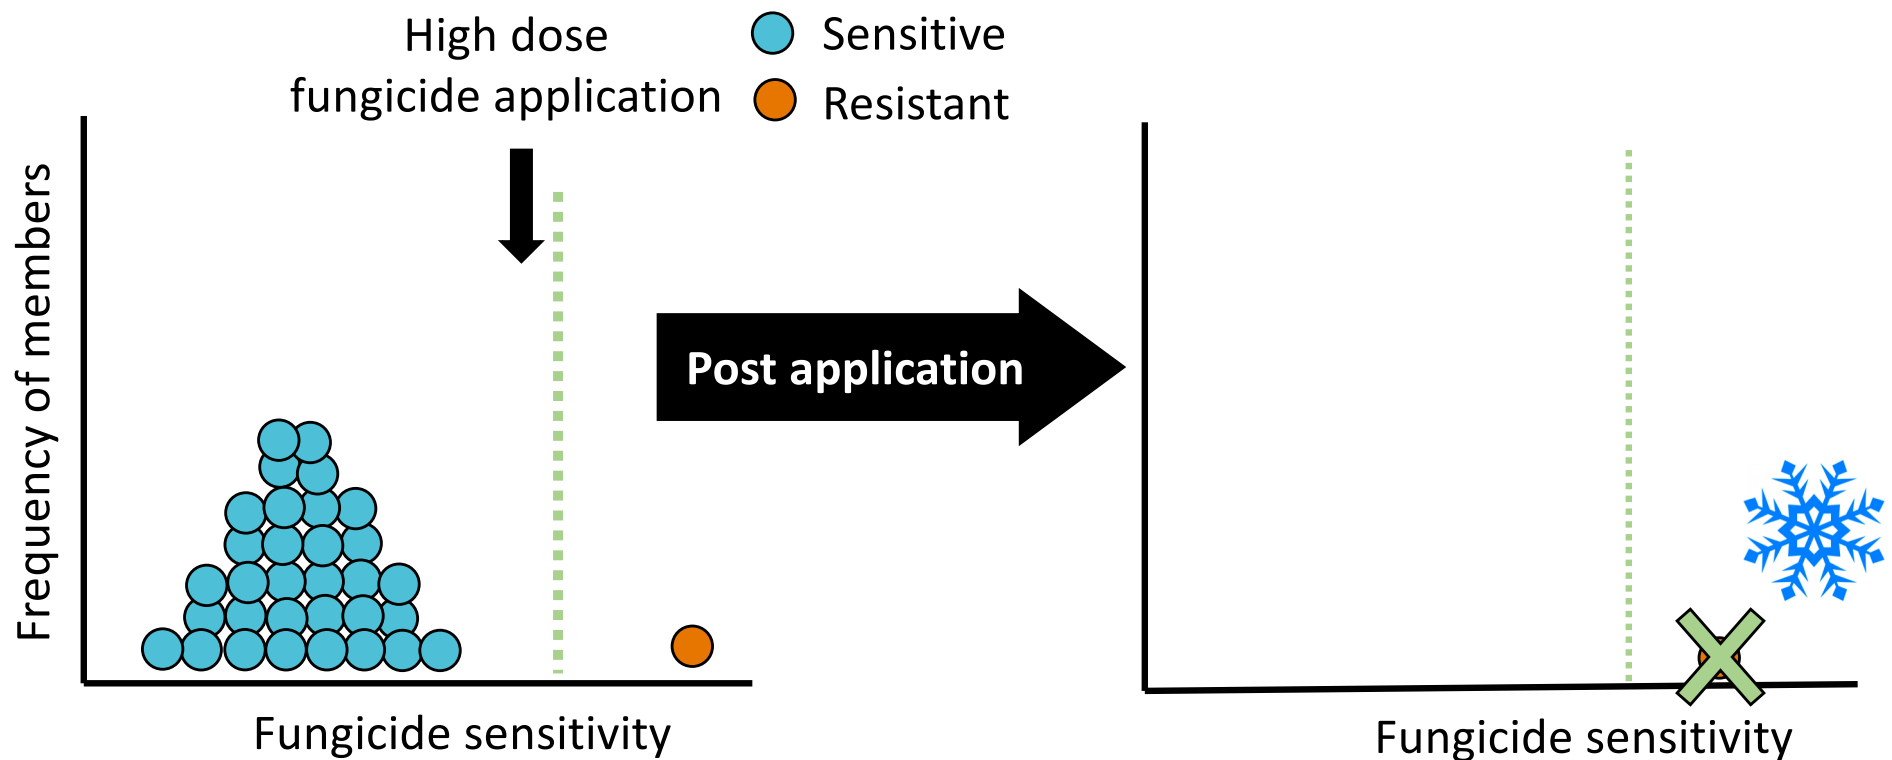 High dose
fungicide application
Sensitive
Resistant
Frequency of members
Fungicide sensitivity
Post application
Fungicide sensitivity